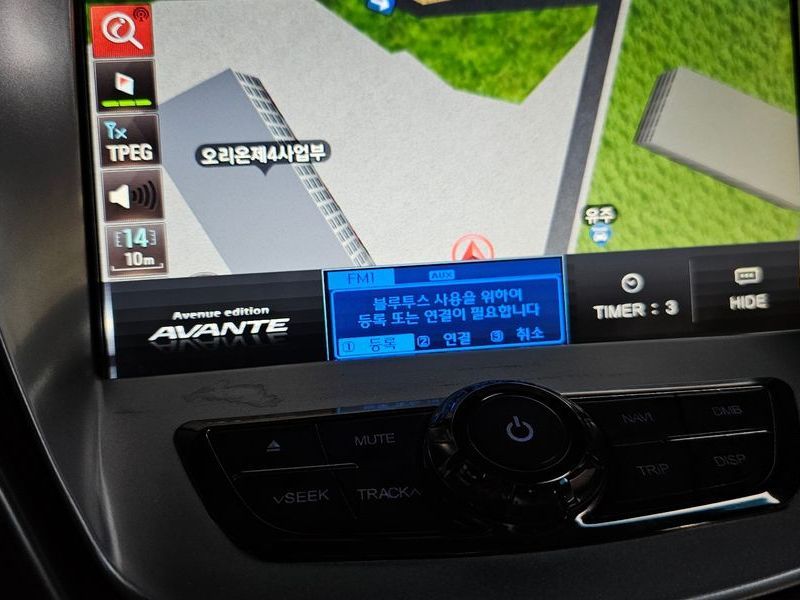 TPEG
오리온제4사업부
유주
14
10m
Avenue edition
AVANTE
FM1 AUX
블루투스 사용을 위하여
등록 또는 연결이 필요합니다
1 등록 2 연결 3 취소
TIMER : 3
HIDE
MUTE
NAVI
DMB
SEEK
TRACK
TRIP
DISP